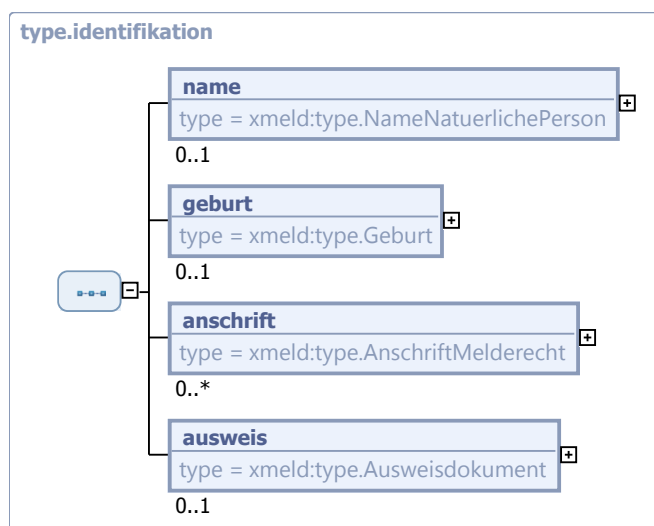 type.identifikation
name
type = xmeld:type.NameNatuerlichePerson
0..1
geburt
type = xmeld:type.Geburt
0..1
anschrift
type = xmeld:type.AnschriftMelderecht
0..*
ausweis
type = xmeld:type.Ausweisdokument
0..1